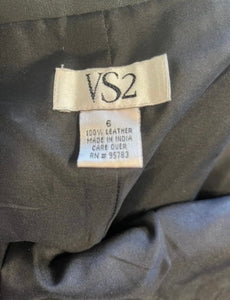 VS2
6
100% LEATHER
MADE IN INDIA
CARE OVER
RN # 95783